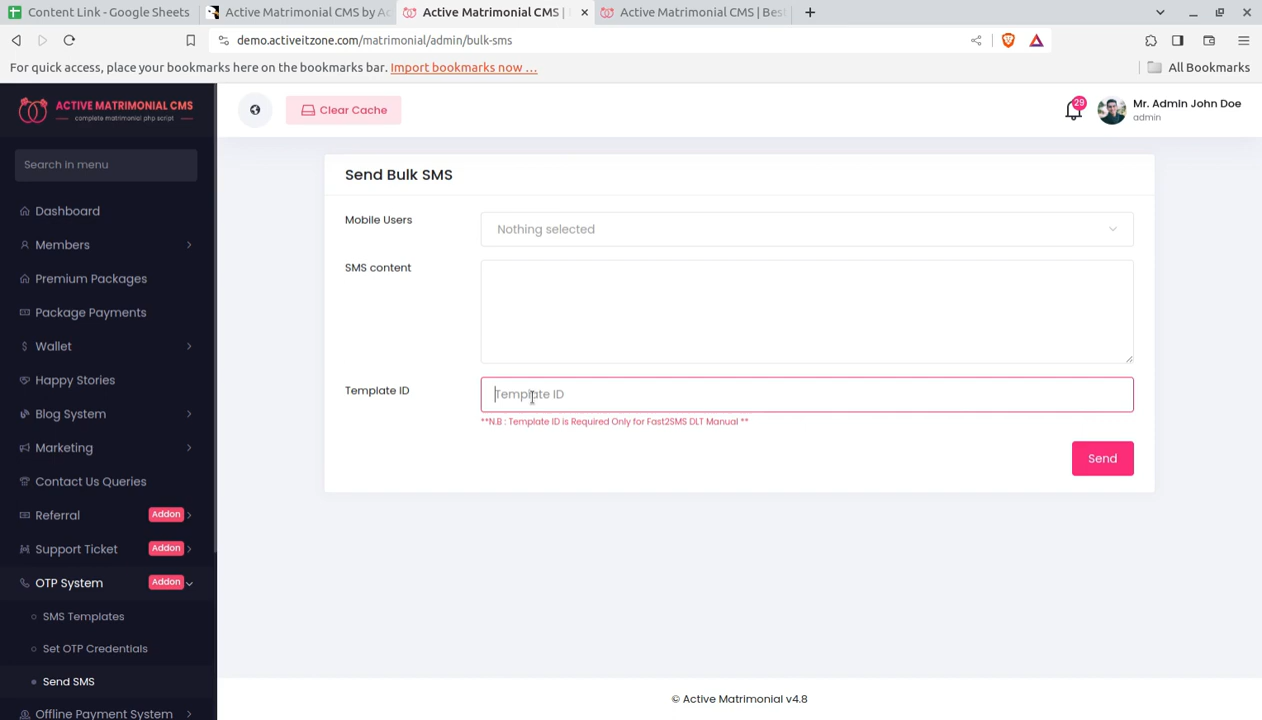 Content Link - Google Sheets
Active Matrimonial CMS by Ac
Active Matrimonial CMS |
Active Matrimonial CMS | Bes
demo.activeitzone.com/matrimonial/admin/bulk-sms
For quick access, place your bookmarks here on the bookmarks bar. Import bookmarks now ...
All Bookmarks
ACTIVE MATRIMONIAL CMS
complete matrimonial php script
Clear Cache
29
Mr. Admin John Doe
admin
Search in menu
Dashboard
Members
Premium Packages
Package Payments
Wallet
Happy Stories
Blog System
Marketing
Contact Us Queries
Referral Addon
Support Ticket Addon
OTP System Addon
SMS Templates
Set OTP Credentials
Send SMS
Offline Payment System
Send Bulk SMS
Mobile Users
Nothing selected
SMS content
Template ID
Template ID
**N.B : Template ID is Required Only for Fast2SMS DLT Manual **
Send
© Active Matrimonial v4.8